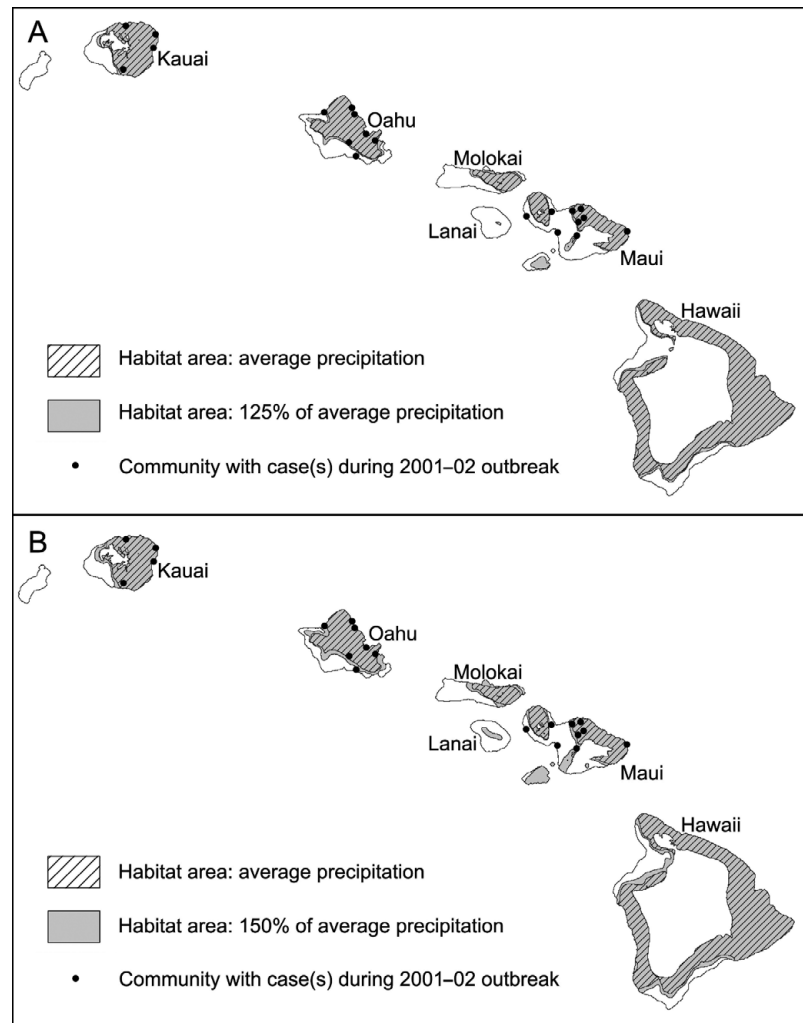 A
Kauai
Oahu
Molokai
Lanai
Maui
Hawaii
Habitat area: average precipitation
Habitat area: 125% of average precipitation
Community with case(s) during 2001–02 outbreak
B
Kauai
Oahu
Molokai
Lanai
Maui
Hawaii
Habitat area: average precipitation
Habitat area: 150% of average precipitation
Community with case(s) during 2001–02 outbreak